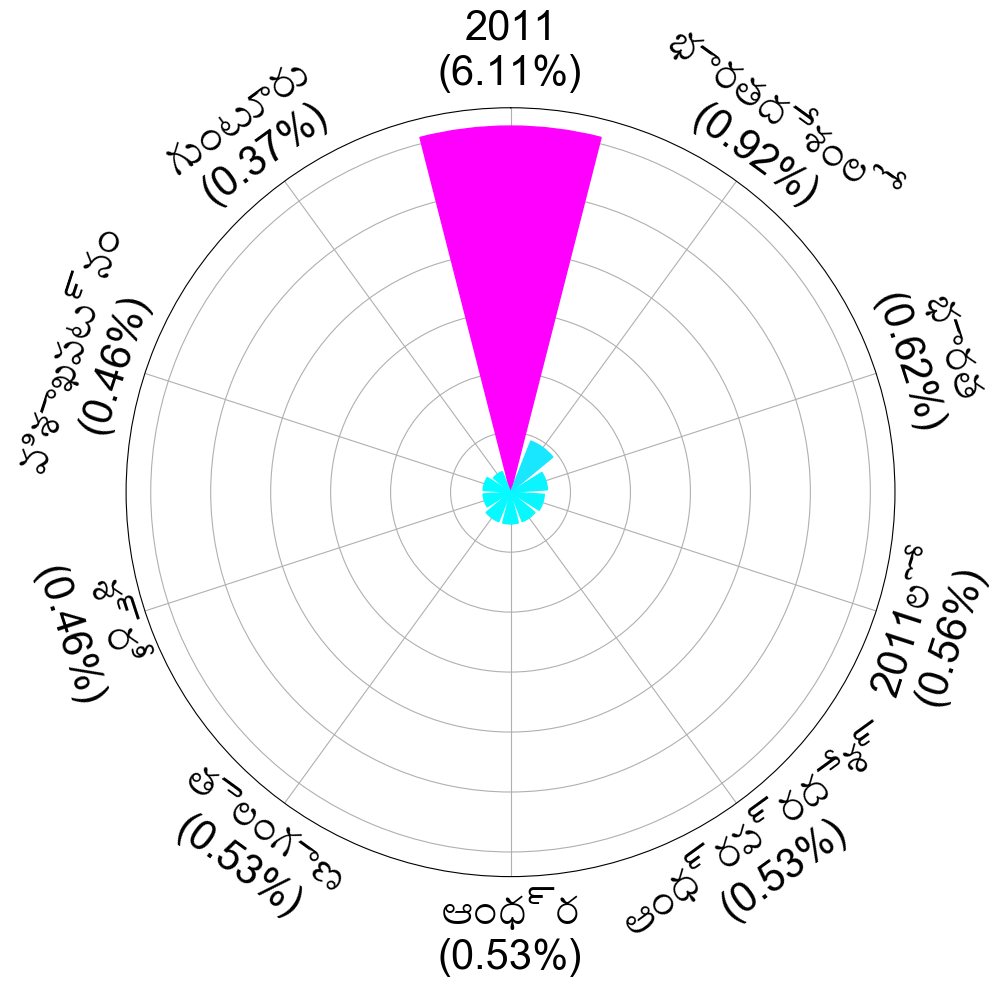 2011
(6.11%)
భారతదేశంలో
(0.92%)
భారత
(0.62%)
2011లో
(0.56%)
ఆంధ్రప్రదేశ్
(0.53%)
ఆంధ్ర
(0.53%)
తెలంగాణ
(0.53%)
(0.46%)
విశాఖపట్నం
(0.46%)
గుంటూరు
(0.37%)